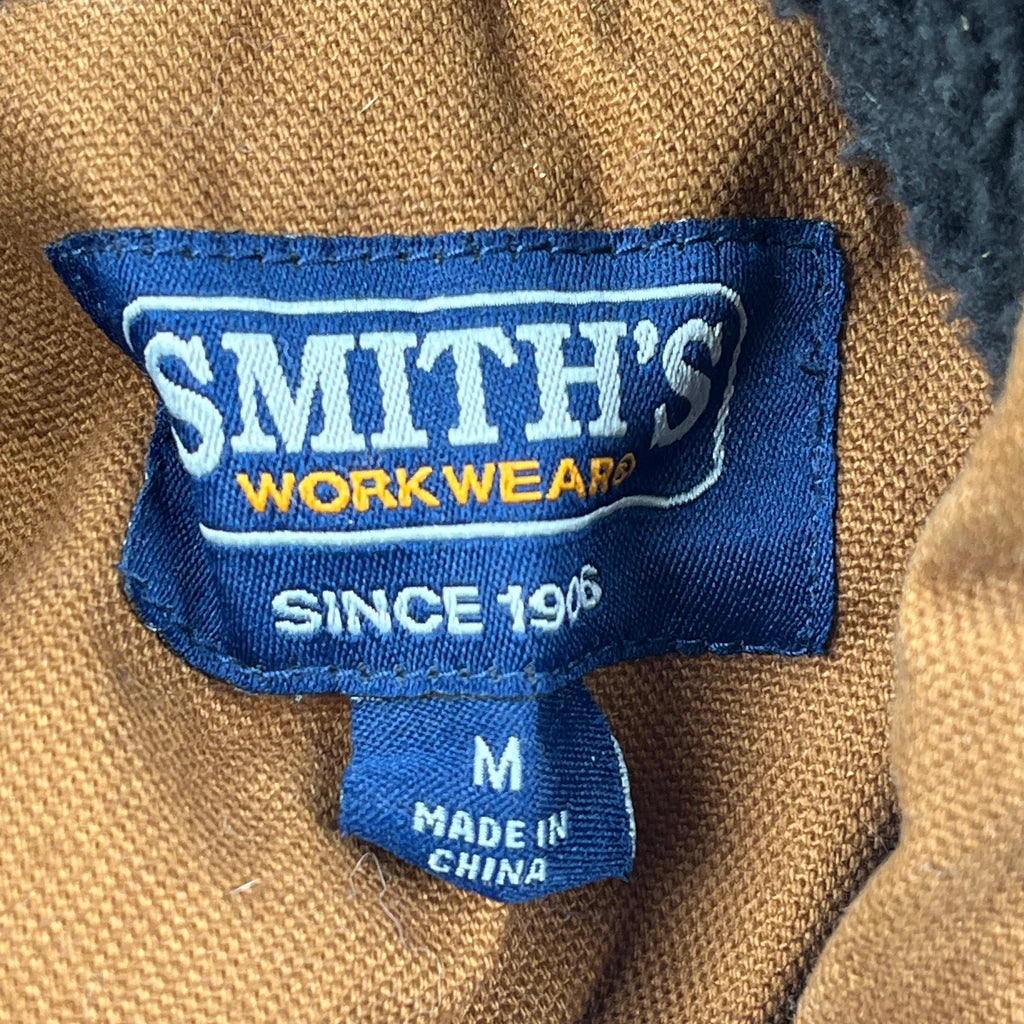 SMITH'S
WORKWEAR®
SINCE 1906
M
MADE IN
CHINA